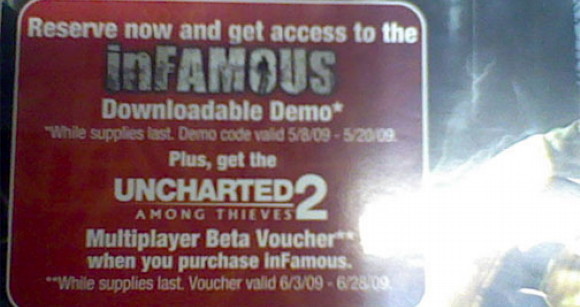 Reserve now and get access to the
inFAMOUS
Downloadable Demo*
*While supplies last. Demo code valid 5/8/09 - 5/20/09.
Plus, get the
UNCHARTED 2
AMONG THIEVES
Multiplayer Beta Voucher**
when you purchase inFamous.
**While supplies last. Voucher valid 6/3/09 - 6/28/09.